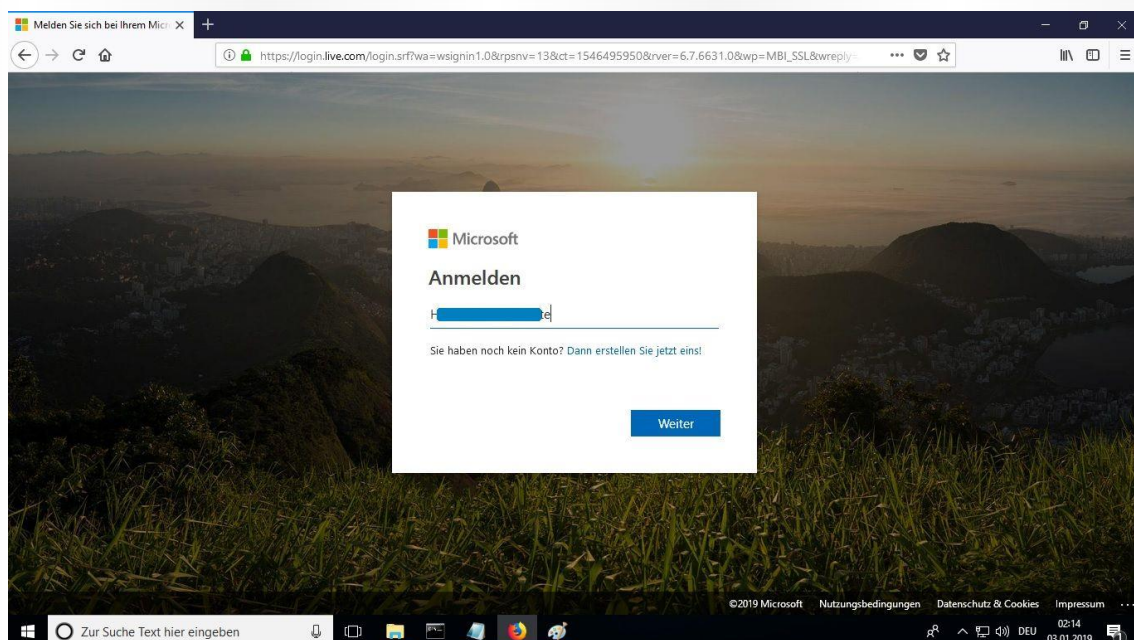 Melden Sie sich bei Ihrem Micr
https://login.live.com/login.srf?wa=wsignin1.0&rpsnv=13&ct=1546495950&rver=6.7.6631.0&wp=MBI_SSL&wreply=
Microsoft
Anmelden
H te
Sie haben noch kein Konto? Dann erstellen Sie jetzt eins!
Weiter
©2019 Microsoft Nutzungsbedingungen Datenschutz & Cookies Impressum ...
Zur Suche Text hier eingeben
DEU
02:14
03.01.2019